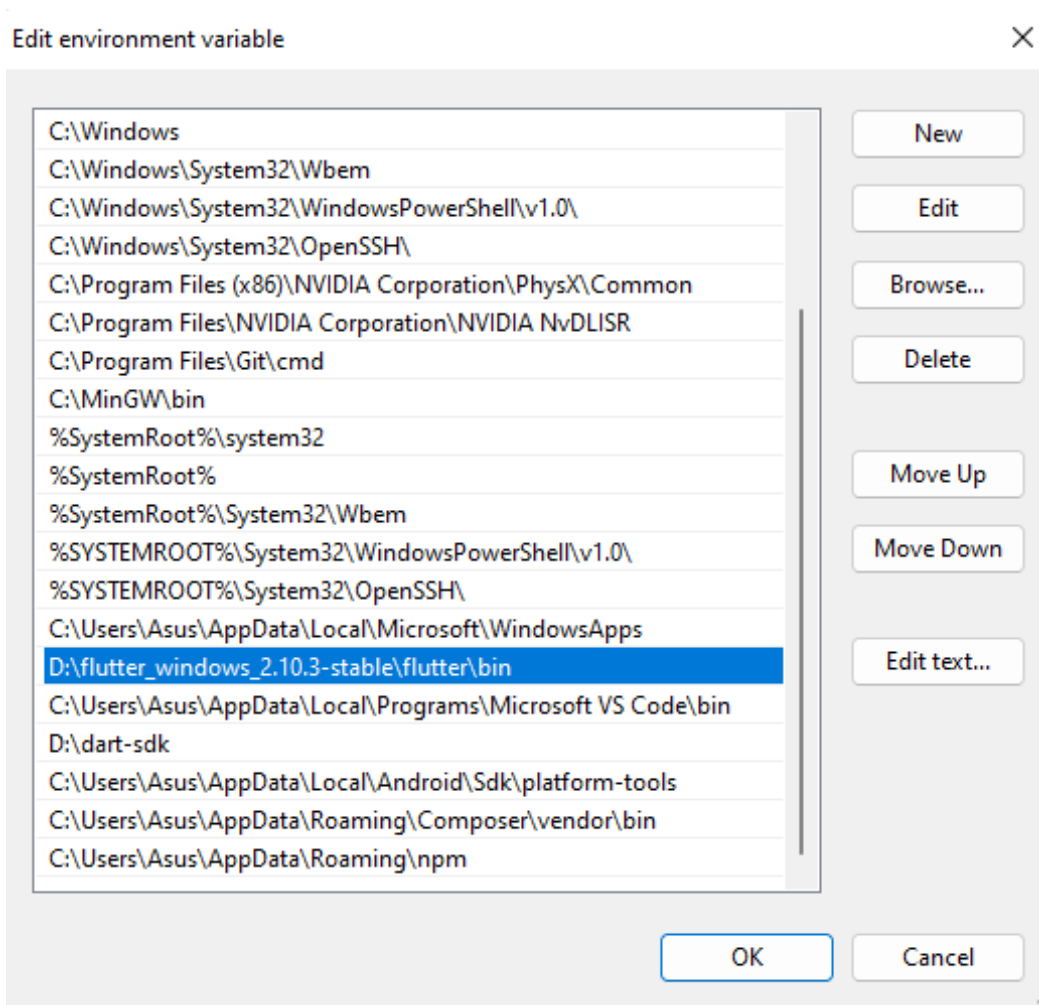 Edit environment variable
C:\Windows
C:\Windows\System32\Wbem
C:\Windows\System32\WindowsPowerShell\v1.0\
C:\Windows\System32\OpenSSH\
C:\Program Files (x86)\NVIDIA Corporation\PhysX\Common
C:\Program Files\NVIDIA Corporation\NVIDIA NvDLISR
C:\Program Files\Git\cmd
C:\MinGW\bin
%SystemRoot%\system32
%SystemRoot%
%SystemRoot%\System32\Wbem
%SYSTEMROOT%\System32\WindowsPowerShell\v1.0\
%SYSTEMROOT%\System32\OpenSSH\
C:\Users\Asus\AppData\Local\Microsoft\WindowsApps
D:\flutter_windows_2.10.3-stable\flutter\bin
C:\Users\Asus\AppData\Local\Programs\Microsoft VS Code\bin
D:\dart-sdk
C:\Users\Asus\AppData\Local\Android\Sdk\platform-tools
C:\Users\Asus\AppData\Roaming\Composer\vendor\bin
C:\Users\Asus\AppData\Roaming\npm
New
Edit
Browse...
Delete
Move Up
Move Down
Edit text...
OK
Cancel